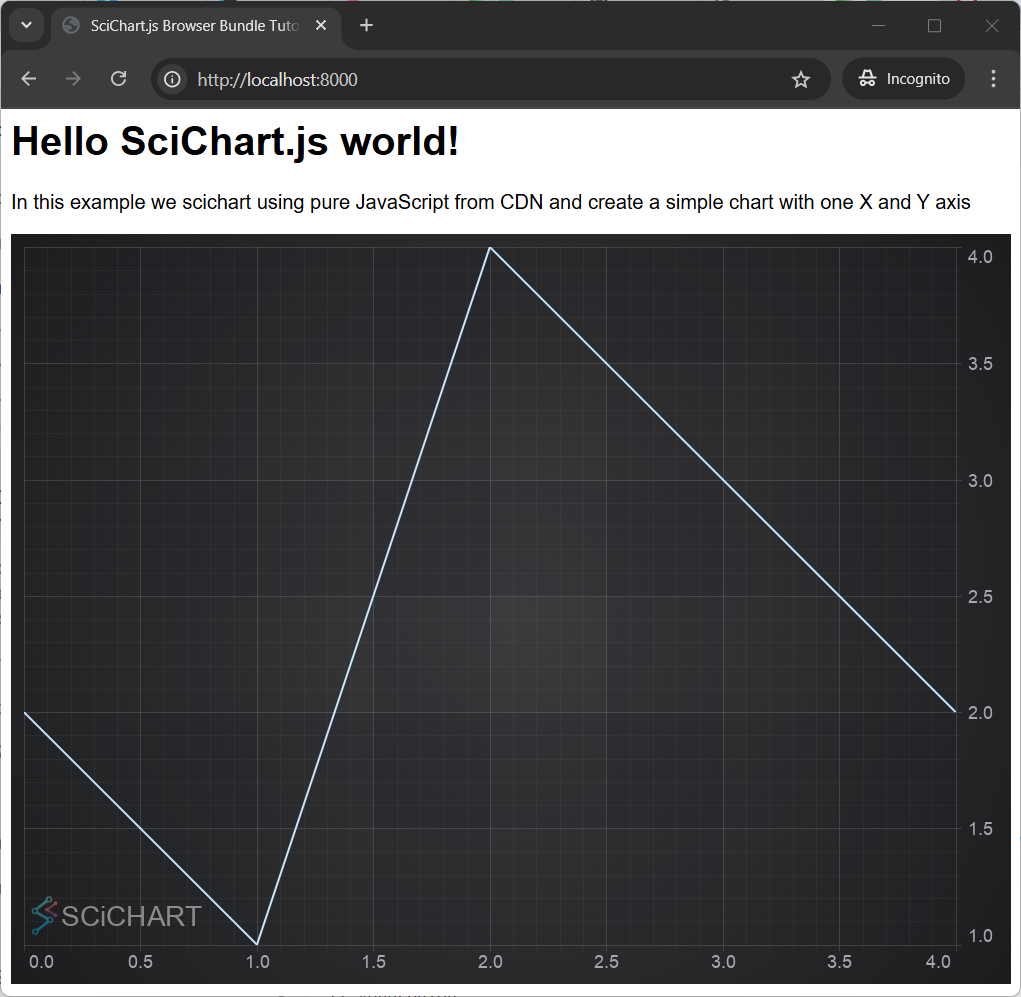 SciChart.js Browser Bundle Tuto
http://localhost:8000
Incognito
Hello SciChart.js world!
In this example we scichart using pure JavaScript from CDN and create a simple chart with one X and Y axis
4.0
3.5
3.0
2.5
2.0
1.5
1.0
SCiCHART
0.0 0.5 1.0 1.5 2.0 2.5 3.0 3.5 4.0